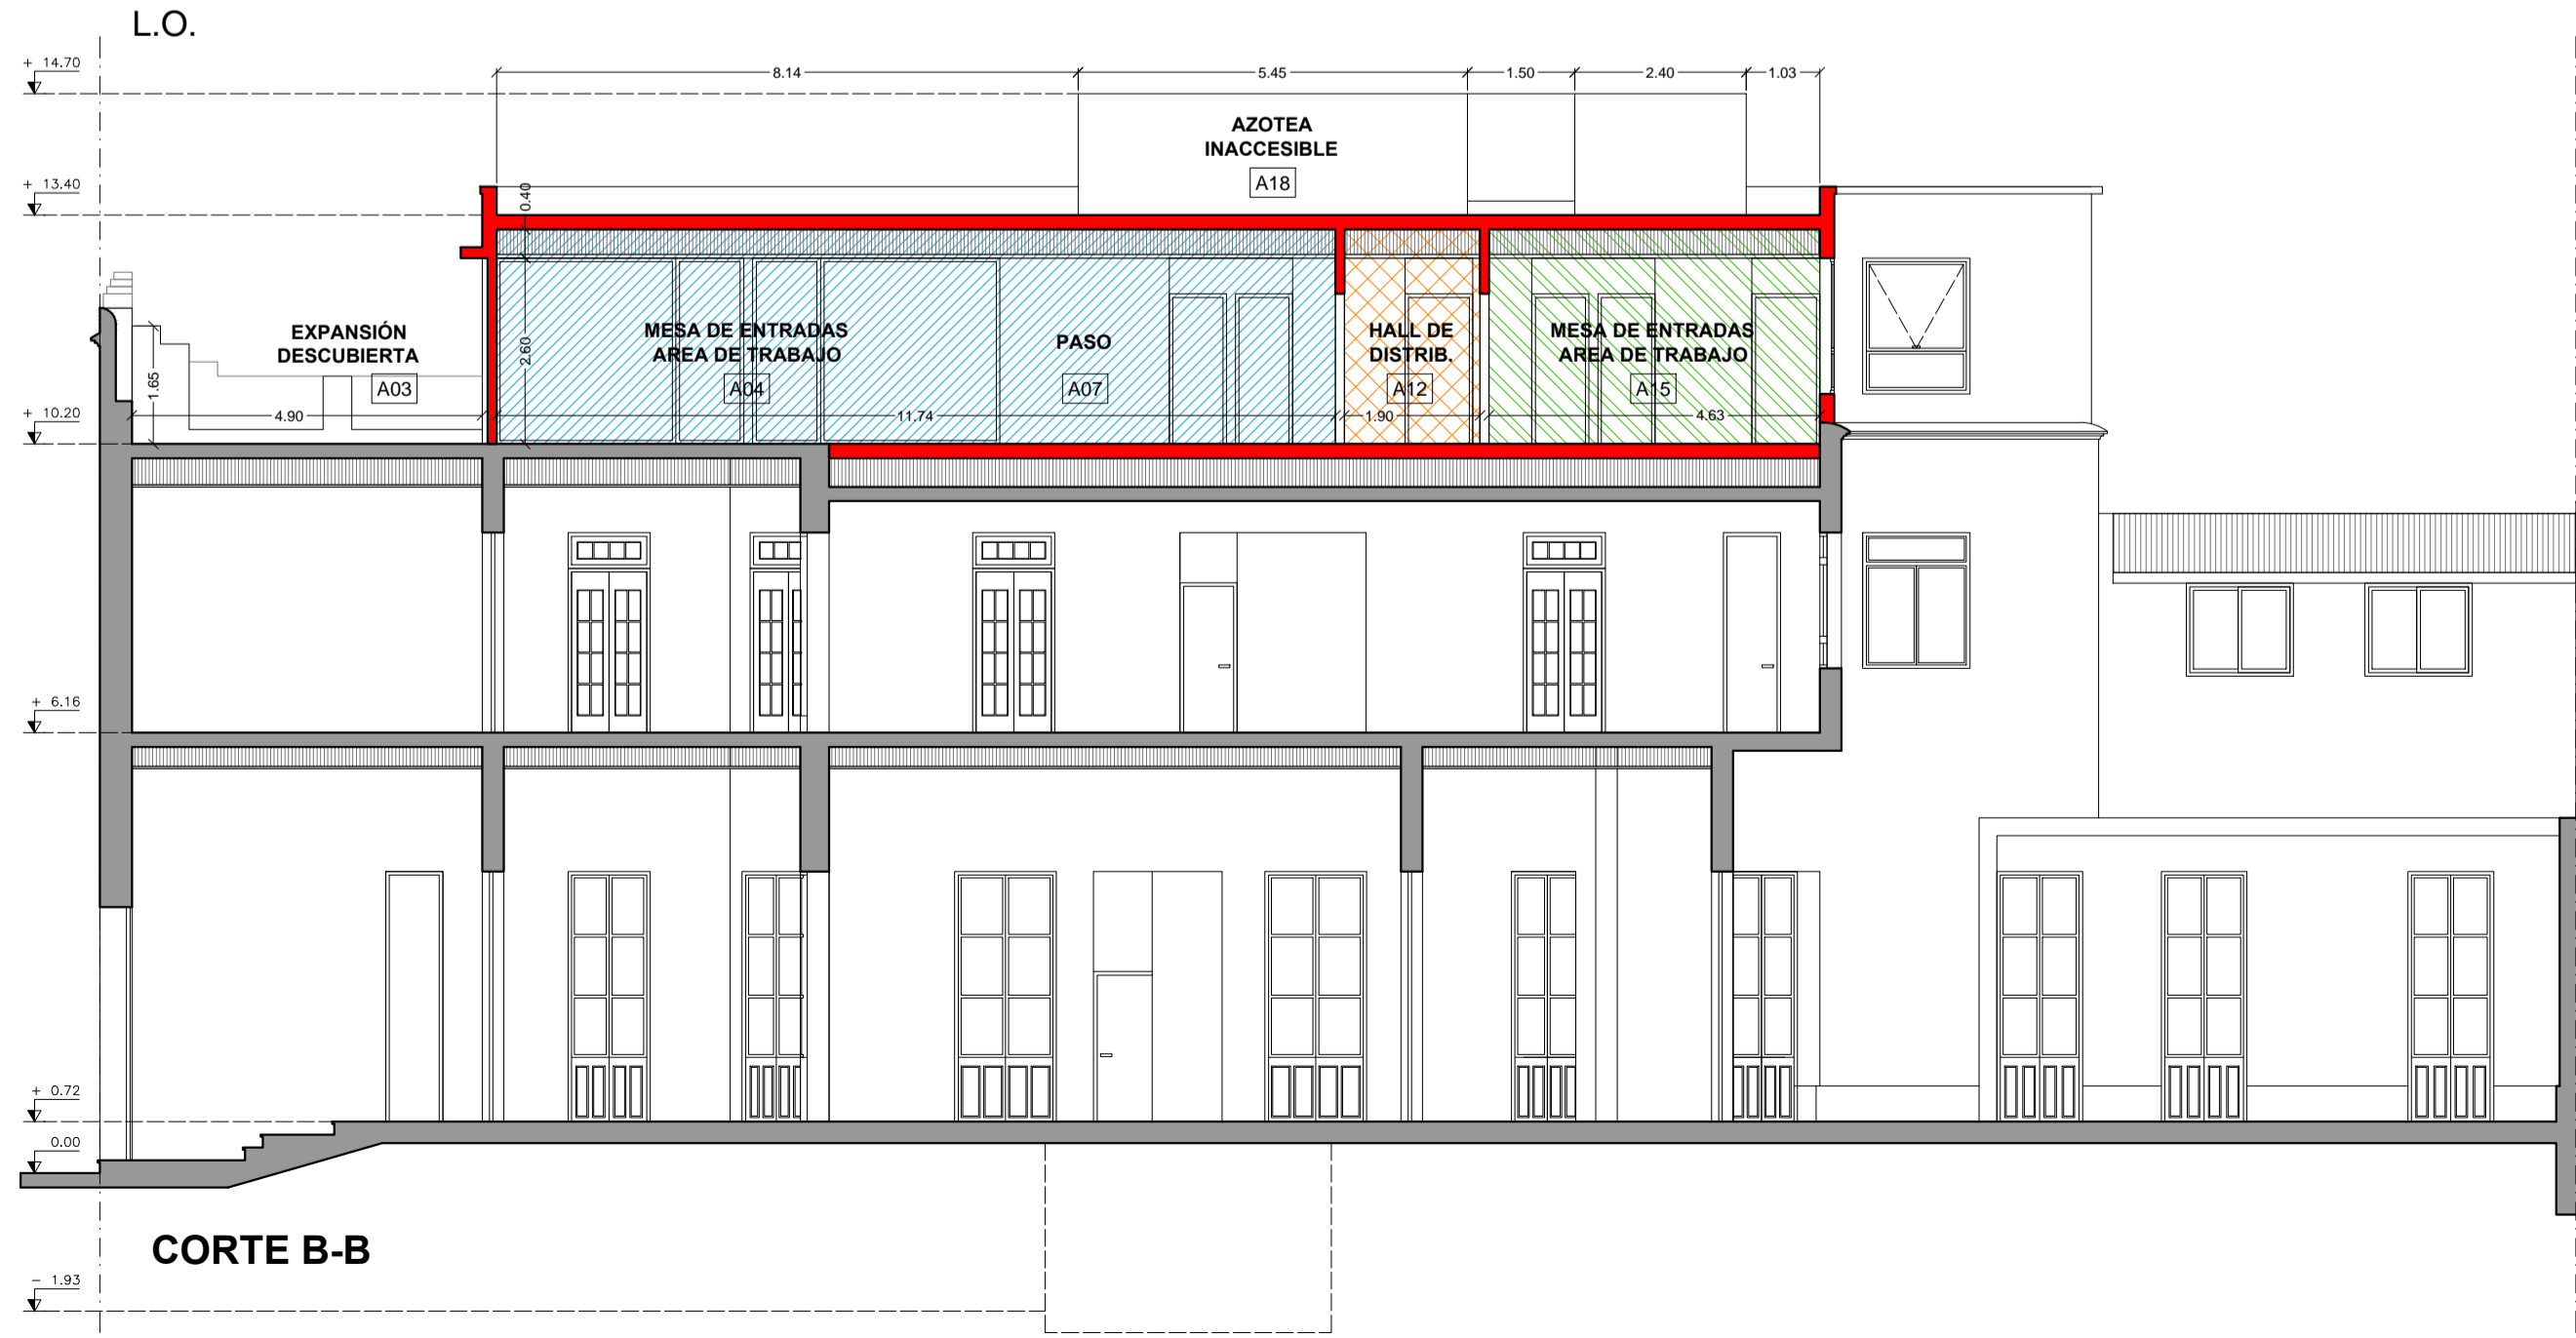 L.O.
+ 14.70
8.14
5.45
1.50
2.40
1.03
AZOTEA
INACCESIBLE
A18
+ 13.40
0.40
EXPANSIÓN
DESCUBIERTA
A03
1.65
4.90
MESA DE ENTRADAS
AREA DE TRABAJO
A04
2.60
11.74
PASO
A07
HALL DE
DISTRIB.
A12
1.90
MESA DE ENTRADAS
AREA DE TRABAJO
A15
4.63
+ 10.20
+ 6.16
+ 0.72
0.00
CORTE B-B
− 1.93